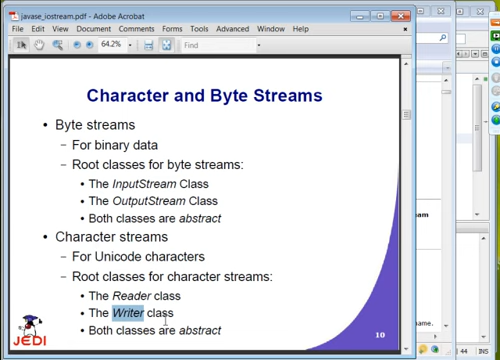 javase_iostream.pdf - Adobe Acrobat
File Edit View Document Comments Forms Tools Advanced Window Help
64.2%
Find
Character and Byte Streams
• Byte streams
– For binary data
– Root classes for byte streams:
• The InputStream Class
• The OutputStream Class
• Both classes are abstract
• Character streams
– For Unicode characters
– Root classes for character streams:
• The Reader class
• The Writer class
• Both classes are abstract
JEDI
10
am
In 44